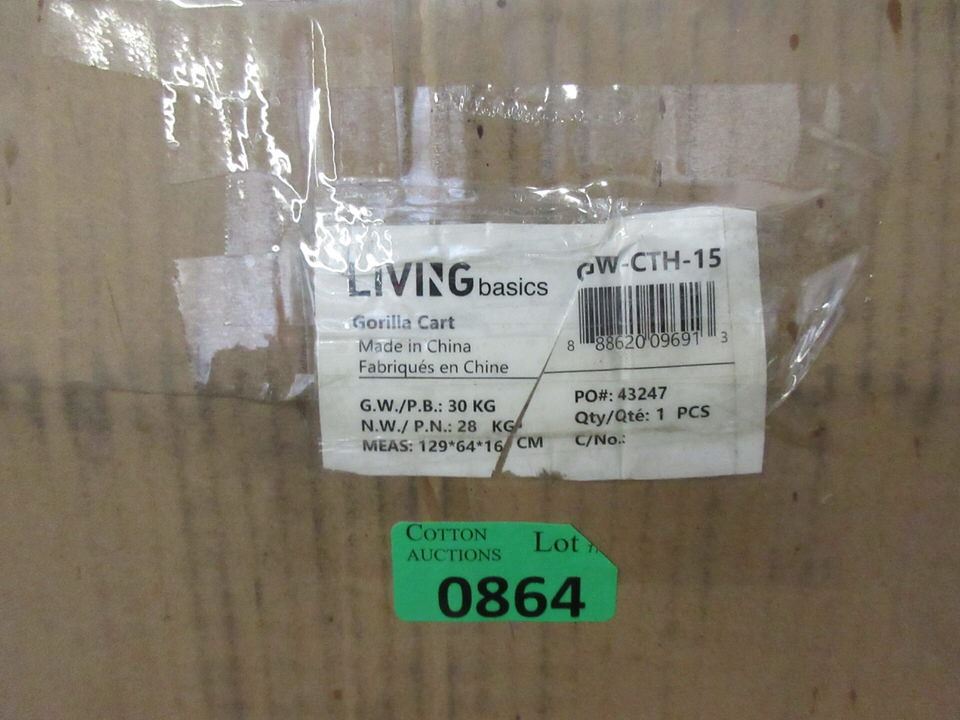 LIVING basics
GW-CTH-15
Gorilla Cart
Made in China
Fabriqués en Chine
8 88620 09691 3
G.W./P.B.: 30 KG
N.W./ P.N.: 28 KG
MEAS: 129*64*16 CM
PO#: 43247
Qty/Qté: 1 PCS
C/No.:
COTTON
AUCTIONS
Lot
0864